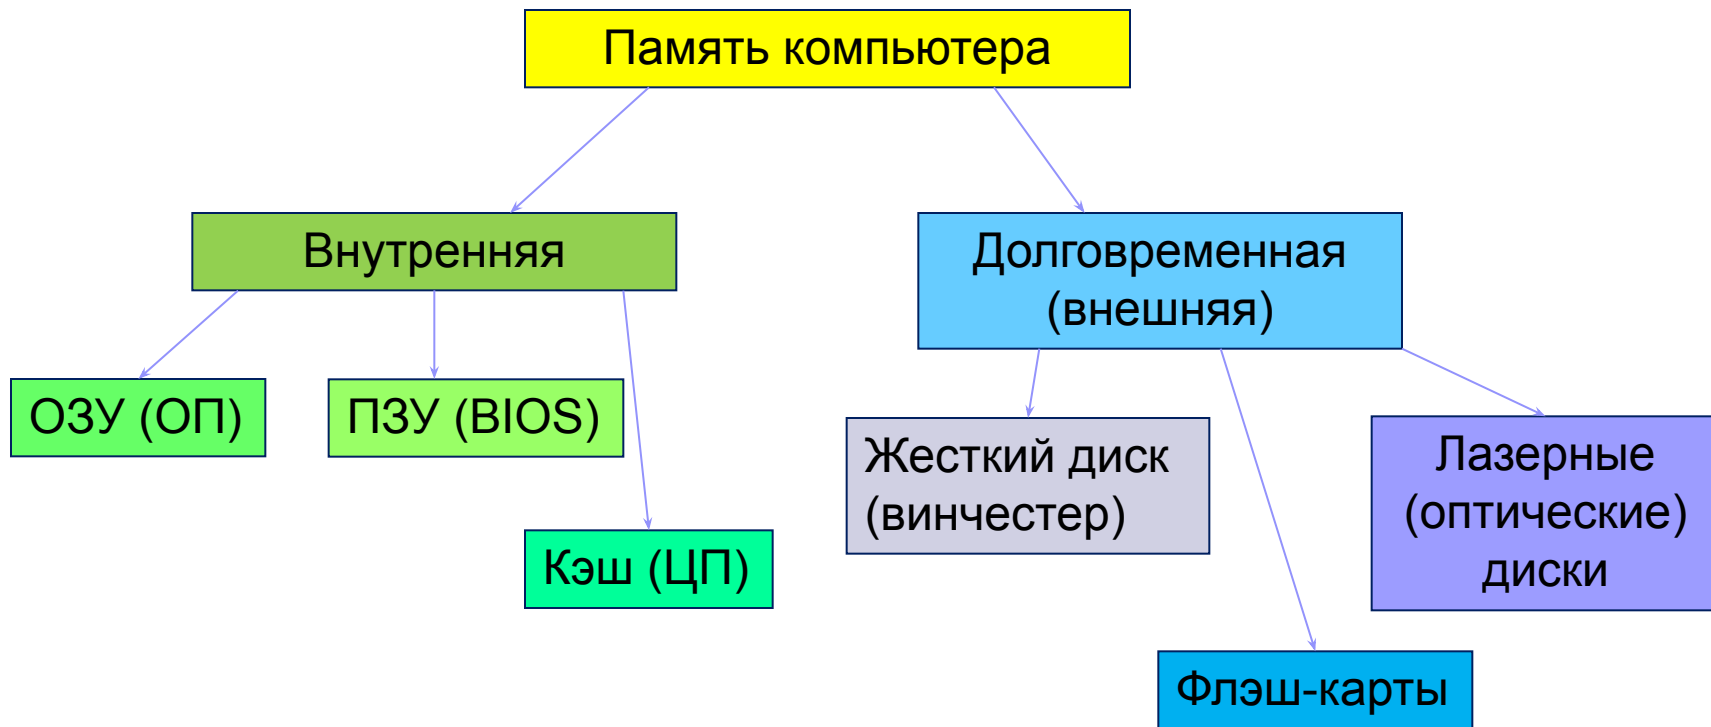 Память компьютера
Внутренняя
Долговременная
(внешняя)
ОЗУ (ОП)
ПЗУ (BIOS)
Кэш (ЦП)
Жесткий диск
(винчестер)
Лазерные
(оптические)
диски
Флэш-карты